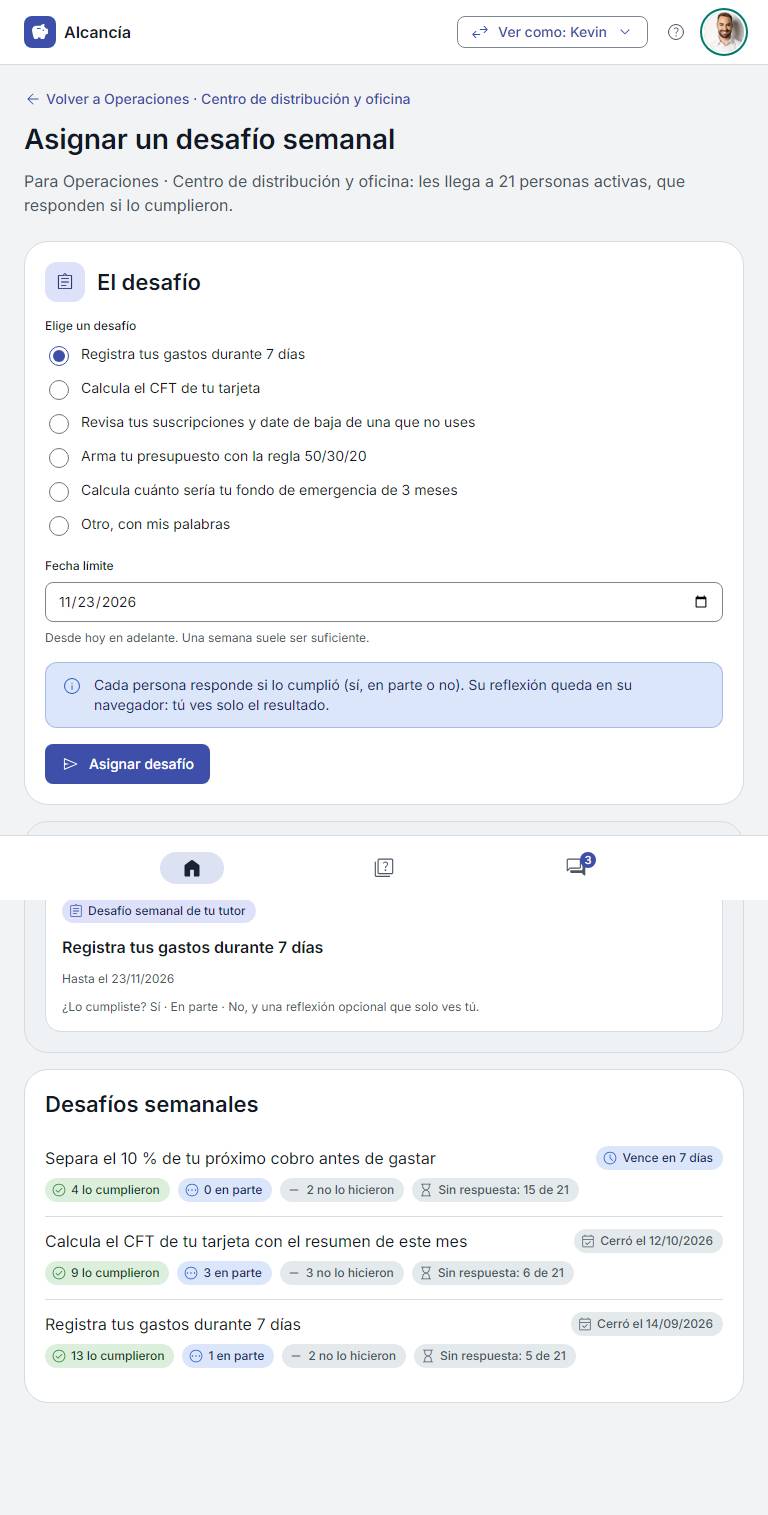 Alcancía
Ver como: Kevin
Volver a Operaciones · Centro de distribución y oficina
Asignar un desafío semanal
Para Operaciones · Centro de distribución y oficina: les llega a 21 personas activas, que
responden si lo cumplieron.
El desafío
Elige un desafío
Registra tus gastos durante 7 días
Calcula el CFT de tu tarjeta
Revisa tus suscripciones y date de baja de una que no uses
Arma tu presupuesto con la regla 50/30/20
Calcula cuánto sería tu fondo de emergencia de 3 meses
Otro, con mis palabras
Fecha límite
11/23/2026
Desde hoy en adelante. Una semana suele ser suficiente.
Cada persona responde si lo cumplió (sí, en parte o no). Su reflexión queda en su
navegador: tú ves solo el resultado.
Asignar desafío
3
Desafío semanal de tu tutor
Registra tus gastos durante 7 días
Hasta el 23/11/2026
¿Lo cumpliste? Sí · En parte · No, y una reflexión opcional que solo ves tú.
Desafíos semanales
Separa el 10 % de tu próximo cobro antes de gastar
Vence en 7 días
4 lo cumplieron
0 en parte
2 no lo hicieron
Sin respuesta: 15 de 21
Calcula el CFT de tu tarjeta con el resumen de este mes
Cerró el 12/10/2026
9 lo cumplieron
3 en parte
3 no lo hicieron
Sin respuesta: 6 de 21
Registra tus gastos durante 7 días
Cerró el 14/09/2026
13 lo cumplieron
1 en parte
2 no lo hicieron
Sin respuesta: 5 de 21